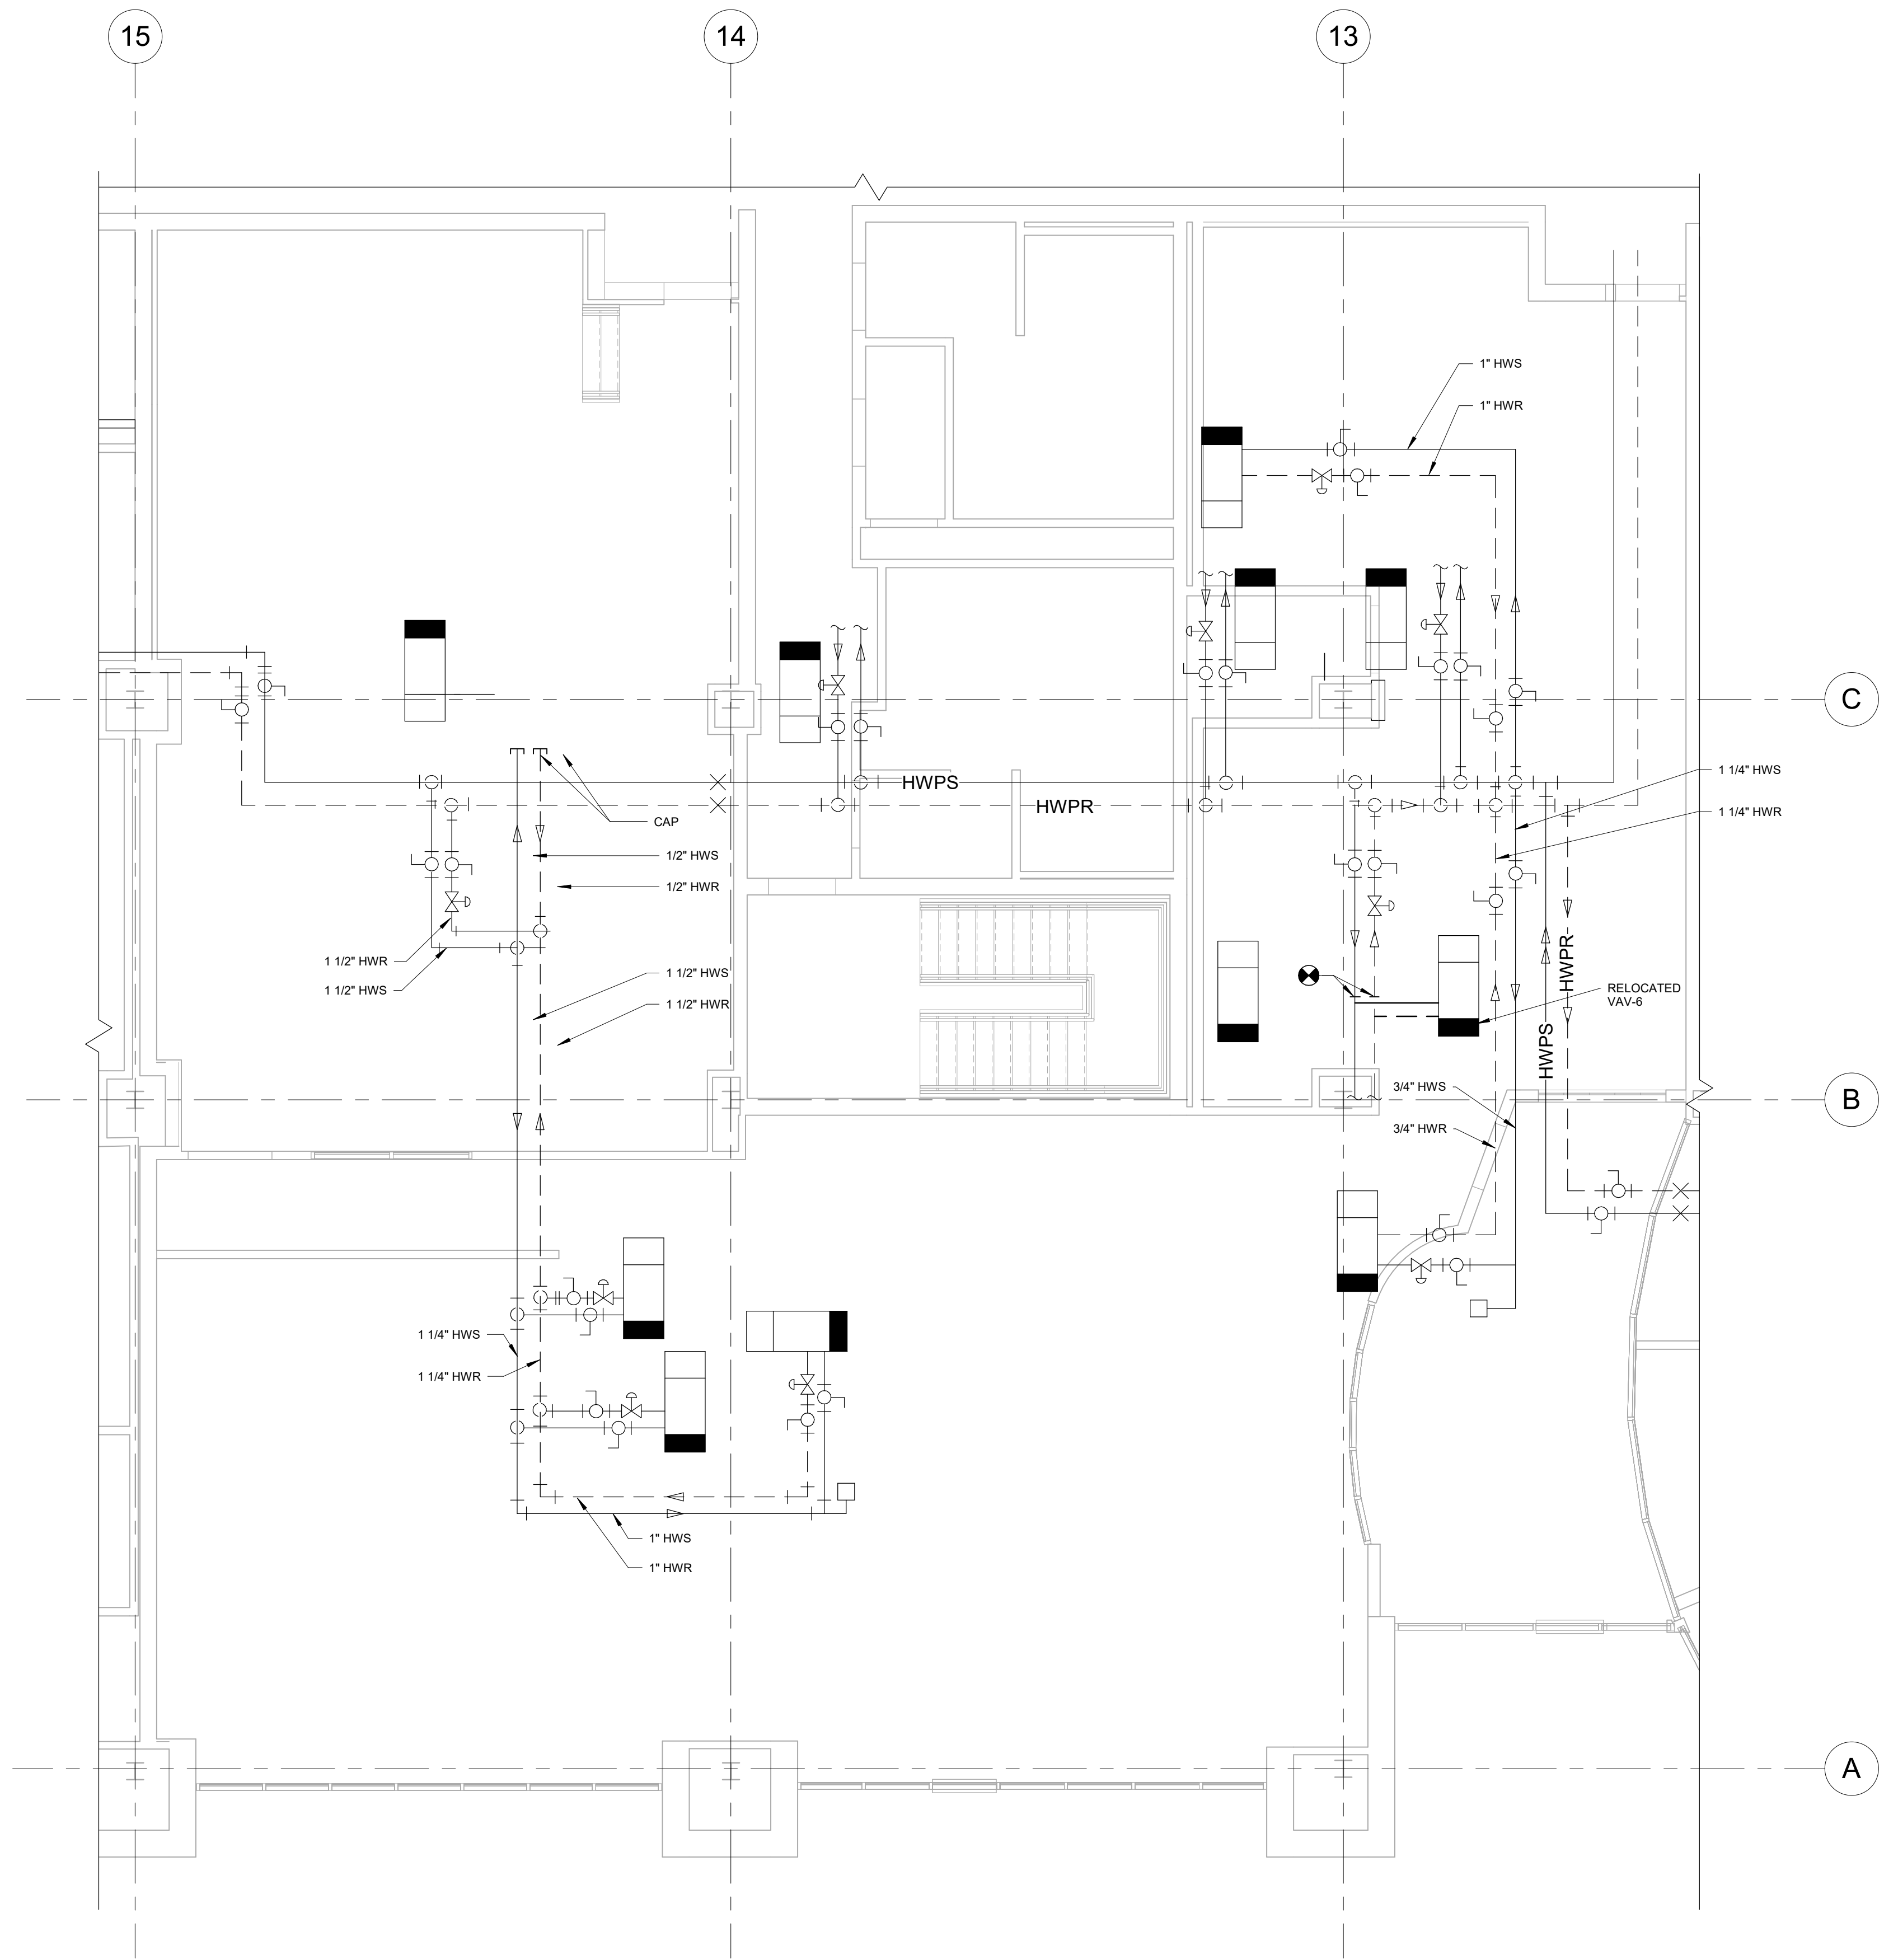 15
14
13
1" HWS
1" HWR
C
HWPS
1 1/4" HWS
HWPR
1 1/4" HWR
CAP
1/2" HWS
1/2" HWR
1 1/2" HWR
1 1/2" HWS
1 1/2" HWS
1 1/2" HWR
HWPR
RELOCATED
VAV-6
HWPS
3/4" HWS
B
3/4" HWR
1 1/4" HWS
1 1/4" HWR
1" HWS
1" HWR
A